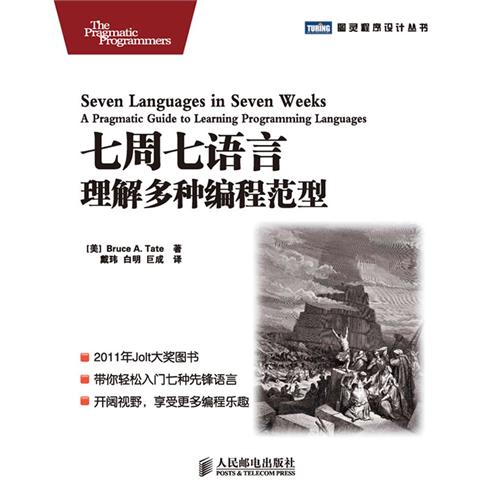 The
Pragmatic
Programmers
TURING 图灵程序设计丛书
Seven Languages in Seven Weeks
A Pragmatic Guide to Learning Programming Languages
七周七语言
理解多种编程范型
[美] Bruce A. Tate 著
戴玮 白明 巨成 译
2011年Jolt大奖图书
带你轻松入门七种先锋语言
开阔视野，享受更多编程乐趣
人民邮电出版社
POSTS & TELECOM PRESS